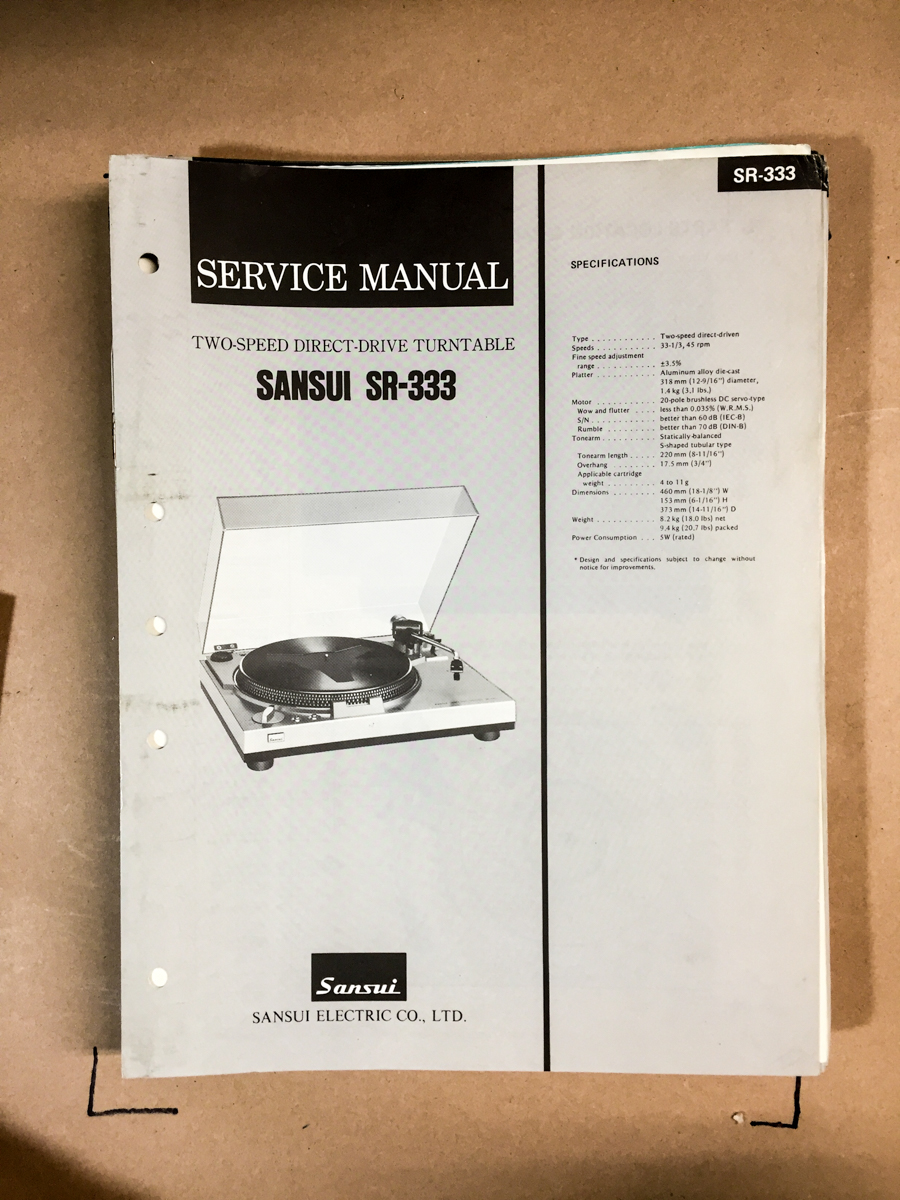 SR-333
SERVICE MANUAL
TWO-SPEED DIRECT-DRIVE TURNTABLE
SANSUI SR-333
Sansui
SANSUI ELECTRIC CO., LTD.
SPECIFICATIONS
Type . . . . . . . . . . . Two-speed direct-driven
Speeds . . . . . . . . . . 33-1/3, 45 rpm
Fine speed adjustment
range . . . . . . . . . . ±3.5%
Platter . . . . . . . . . . Aluminum alloy die-cast
318 mm (12-9/16") diameter,
1.4 kg (3.1 lbs.)
Motor . . . . . . . . . . 20-pole brushless DC servo-type
Wow and flutter . . . . less than 0.035% (W.R.M.S.)
S/N . . . . . . . . . . . better than 60 dB (IEC-B)
Rumble . . . . . . . . . better than 70 dB (DIN-B)
Tonearm . . . . . . . . . Statically-balanced
S-shaped tubular type
Tonearm length . . . . . 220 mm (8-11/16")
Overhang . . . . . . . . 17.5 mm (3/4")
Applicable cartridge
weight . . . . . . . . . 4 to 11 g
Dimensions . . . . . . . . 460 mm (18-1/8") W
153 mm (6-1/16") H
373 mm (14-11/16") D
Weight . . . . . . . . . . . 8.2 kg (18.0 lbs) net
9.4 kg (20.7 lbs) packed
Power Consumption . . . 5W (rated)
* Design and specifications subject to change without
notice for improvements.